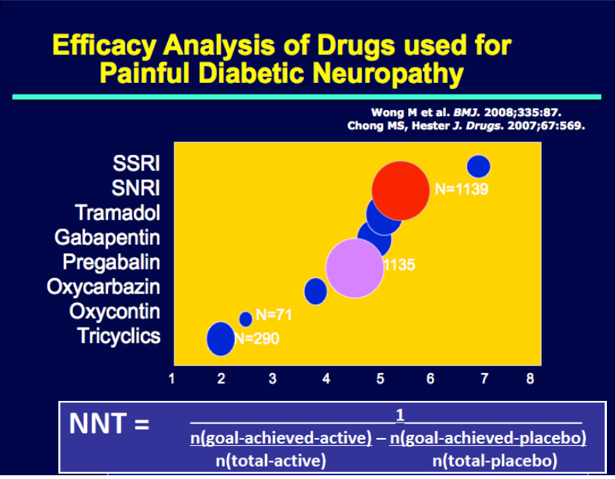 Efficacy Analysis of Drugs used for
Painful Diabetic Neuropathy
Wong M et al. BMJ. 2008;335:87.
Chong MS, Hester J. Drugs. 2007;67:569.
SSRI
SNRI
N=1139
Tramadol
Gabapentin
Pregabalin
1135
Oxycarbazin
Oxycontin
N=71
Tricyclics
N=290
1 2 3 4 5 6 7 8
NNT =
1
n(goal-achieved-active) – n(goal-achieved-placebo)
n(total-active) n(total-placebo)